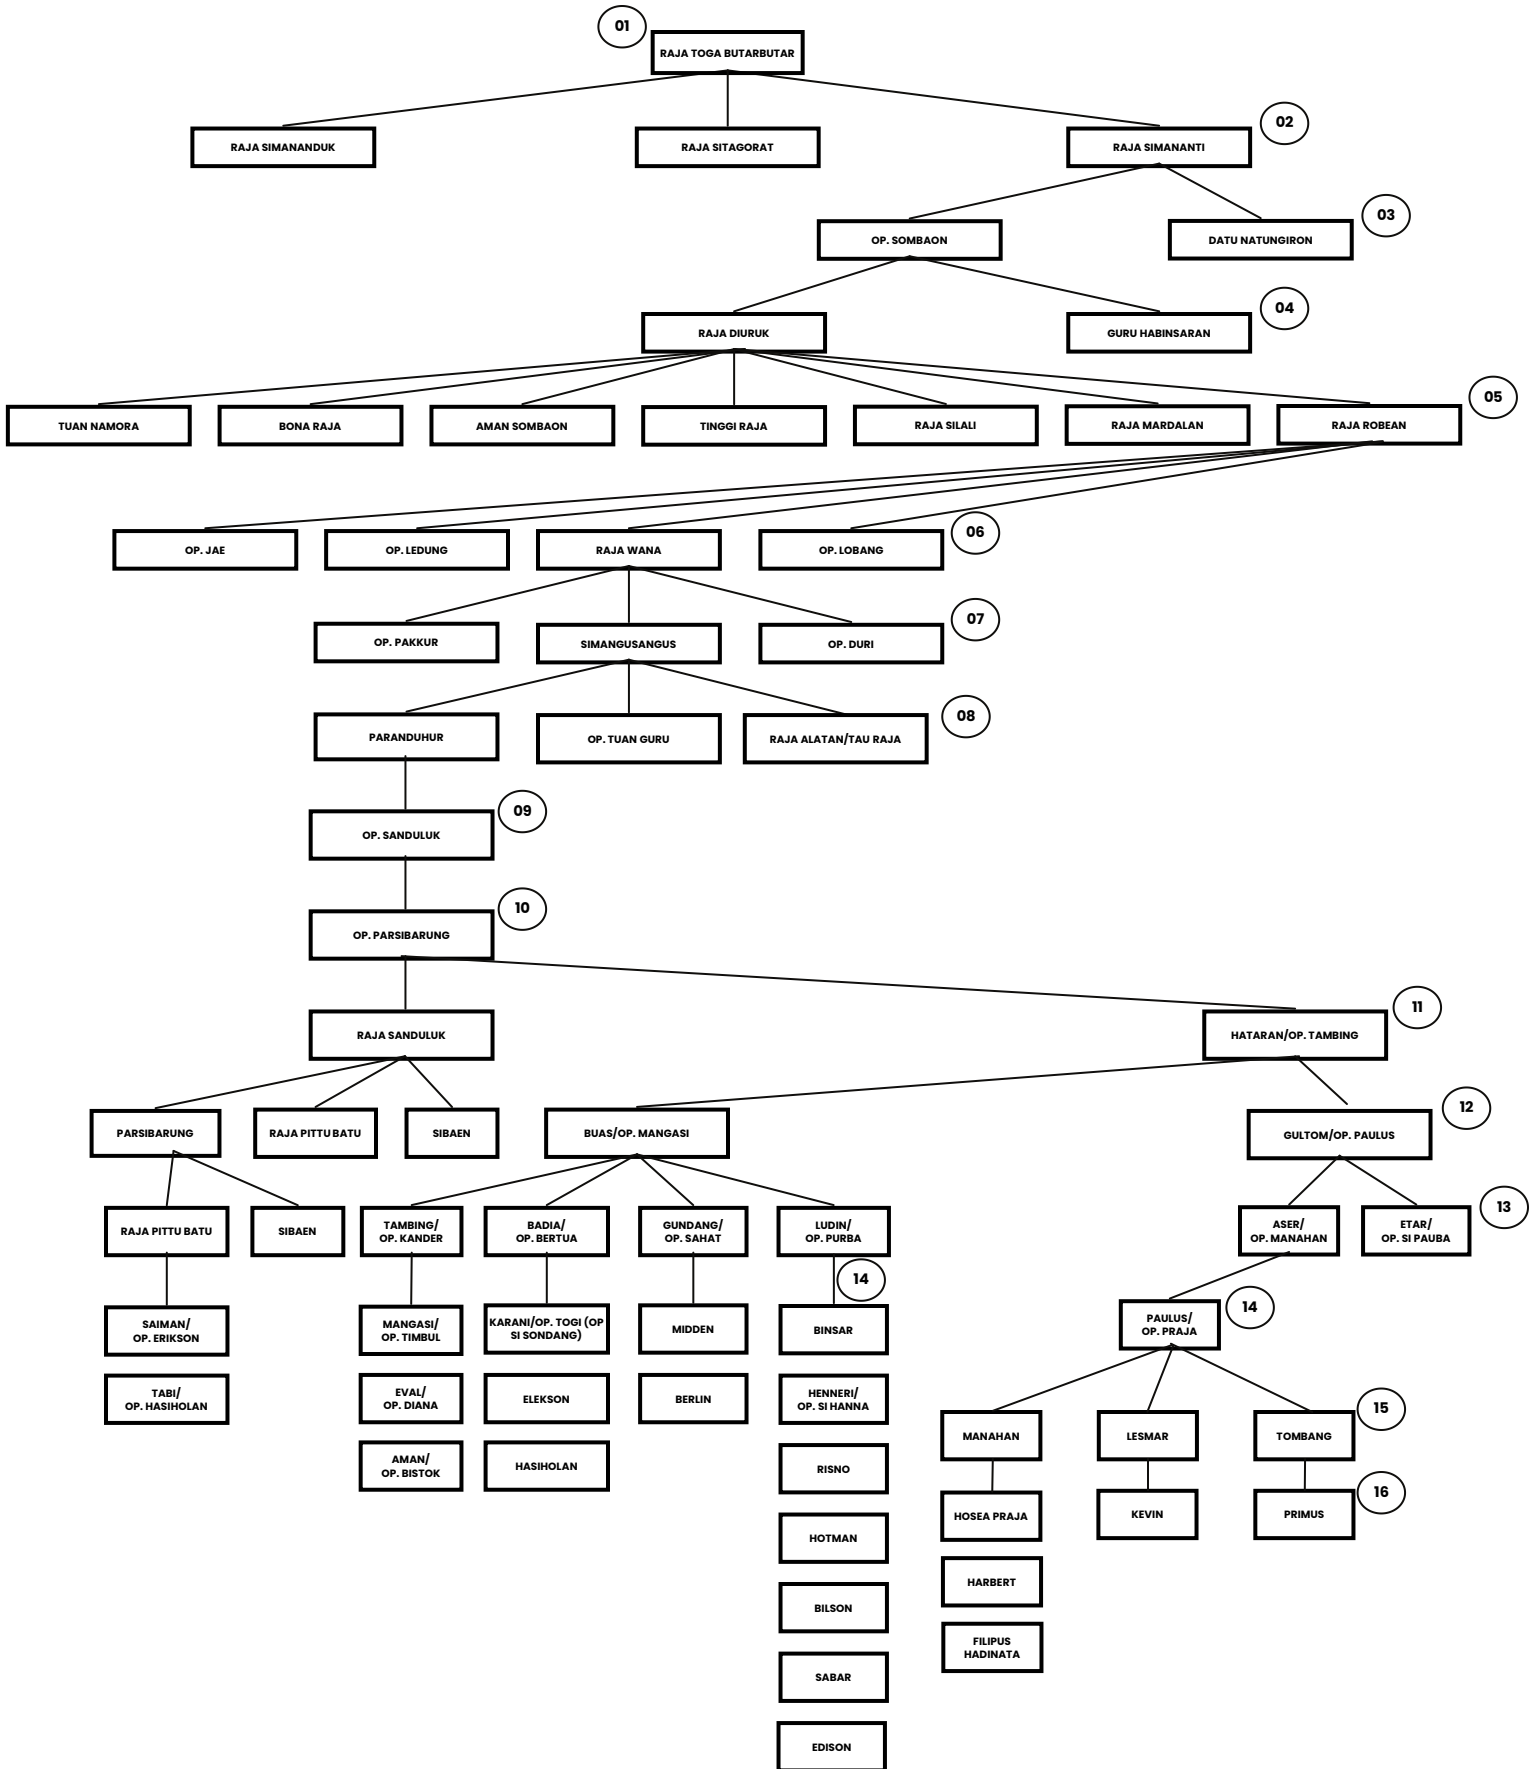 01
RAJA TOGA BUTARBUTAR
02
RAJA SIMANANDUK
RAJA SITAGORAT
RAJA SIMANANTI
03
OP. SOMBAON
DATU NATUNGIRON
04
RAJA DIURUK
GURU HABINSARAN
05
TUAN NAMORA
BONA RAJA
AMAN SOMBAON
TINGGI RAJA
RAJA SILALI
RAJA MARDALAN
RAJA ROBEAN
06
OP. JAE
OP. LEDUNG
RAJA WANA
OP. LOBANG
07
OP. PAKKUR
SIMANGUSANGUS
OP. DURI
08
PARANDUHUR
OP. TUAN GURU
RAJA ALATAN/TAU RAJA
09
OP. SANDULUK
10
OP. PARSIBARUNG
11
RAJA SANDULUK
HATARAN/OP. TAMBING
12
PARSIBARUNG
RAJA PITTU BATU
SIBAEN
BUAS/OP. MANGASI
GULTOM/OP. PAULUS
13
RAJA PITTU BATU
SIBAEN
TAMBING/
OP. KANDER
BADIA/
OP. BERTUA
GUNDANG/
OP. SAHAT
LUDIN/
OP. PURBA
ASER/
OP. MANAHAN
ETAR/
OP. SI PAUBA
14
14
SAIMAN/
OP. ERIKSON
MANGASI/
OP. TIMBUL
KARANI/OP. TOGI (OP
SI SONDANG)
MIDDEN
BINSAR
PAULUS/
OP. PRAJA
TABI/
OP. HASIHOLAN
EVAL/
OP. DIANA
ELEKSON
BERLIN
HENNERI/
OP. SI HANNA
15
MANAHAN
LESMAR
TOMBANG
AMAN/
OP. BISTOK
HASIHOLAN
RISNO
16
HOSEA PRAJA
KEVIN
PRIMUS
HOTMAN
HARBERT
BILSON
FILIPUS
HADINATA
SABAR
EDISON